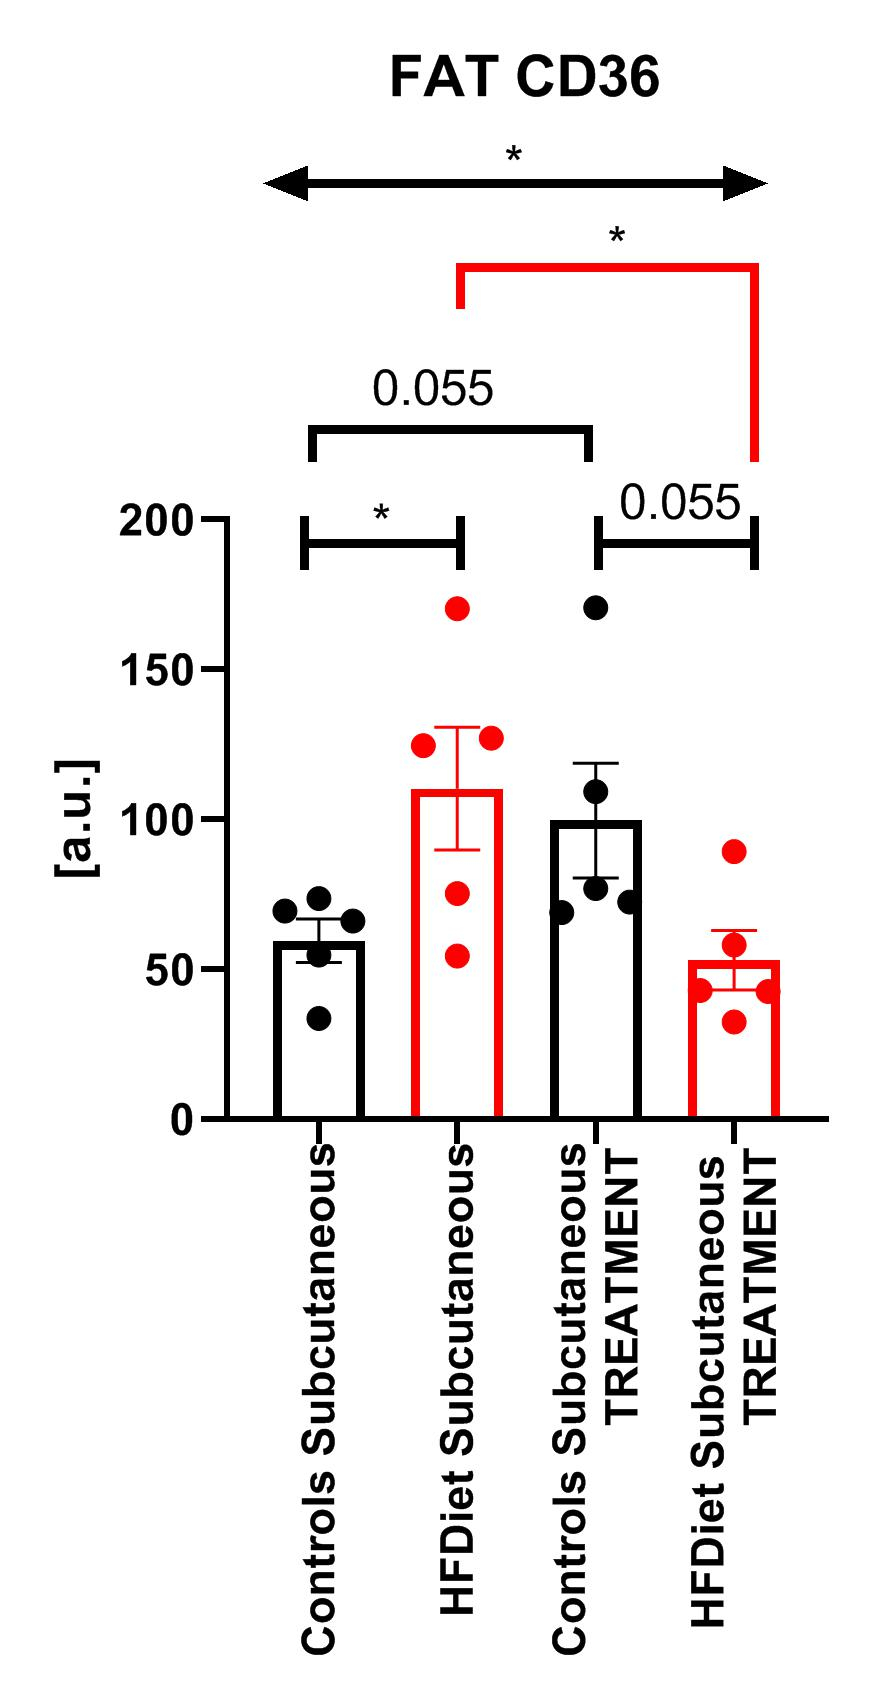 FAT CD36
*
*
0.055
0.055
*
200
150
100
50
0
[a.u.]
Controls Subcutaneous
HFDiet Subcutaneous
Controls Subcutaneous
TREATMENT
HFDiet Subcutaneous
TREATMENT